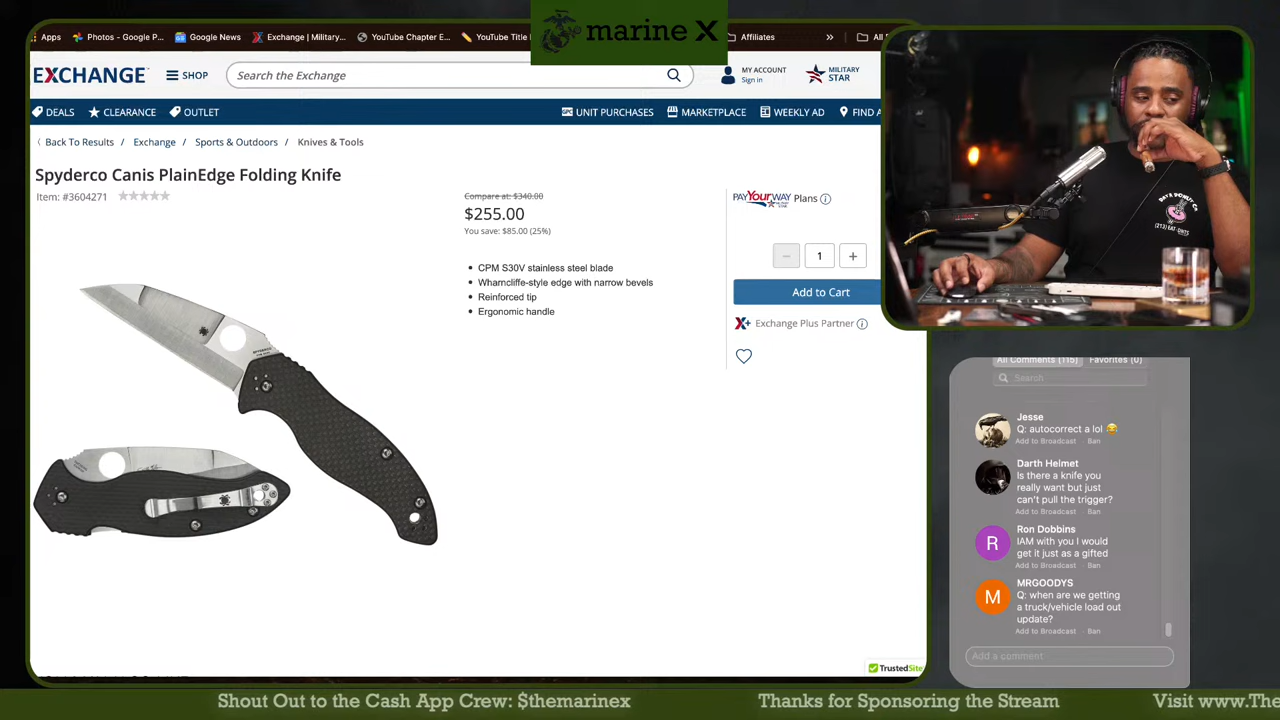 Apps
Photos - Google P...
Google News
Exchange | Military...
YouTube Chapter E...
YouTube Title
marine X
Affiliates
»
All
EXCHANGE
SHOP
Search the Exchange
MY ACCOUNT
Sign in
MILITARY
STAR
DEALS
CLEARANCE
OUTLET
UNIT PURCHASES
MARKETPLACE
WEEKLY AD
FIND A
Back To Results / Exchange / Sports & Outdoors / Knives & Tools
Spyderco Canis PlainEdge Folding Knife
Item: #3604271
Compare at: $340.00
$255.00
You save: $85.00 (25%)
PAY YOUR WAY Plans
CPM S30V stainless steel blade
Wharncliffe-style edge with narrow bevels
Reinforced tip
Ergonomic handle
− 1 +
Add to Cart
X+ Exchange Plus Partner
All Comments (115)
Favorites (0)
Search
Jesse
Q: autocorrect a lol 😂
Add to Broadcast · Ban
Darth Helmet
Is there a knife you
really want but just
can't pull the trigger?
Add to Broadcast · Ban
R
Ron Dobbins
IAM with you I would
get it just as a gifted
Add to Broadcast · Ban
M
MRGOODYS
Q: when are we getting
a truck/vehicle load out
update?
Add to Broadcast · Ban
Add a comment
TrustedSite
Shout Out to the Cash App Crew: $themarinex
Thanks for Sponsoring the Stream
Visit www.The